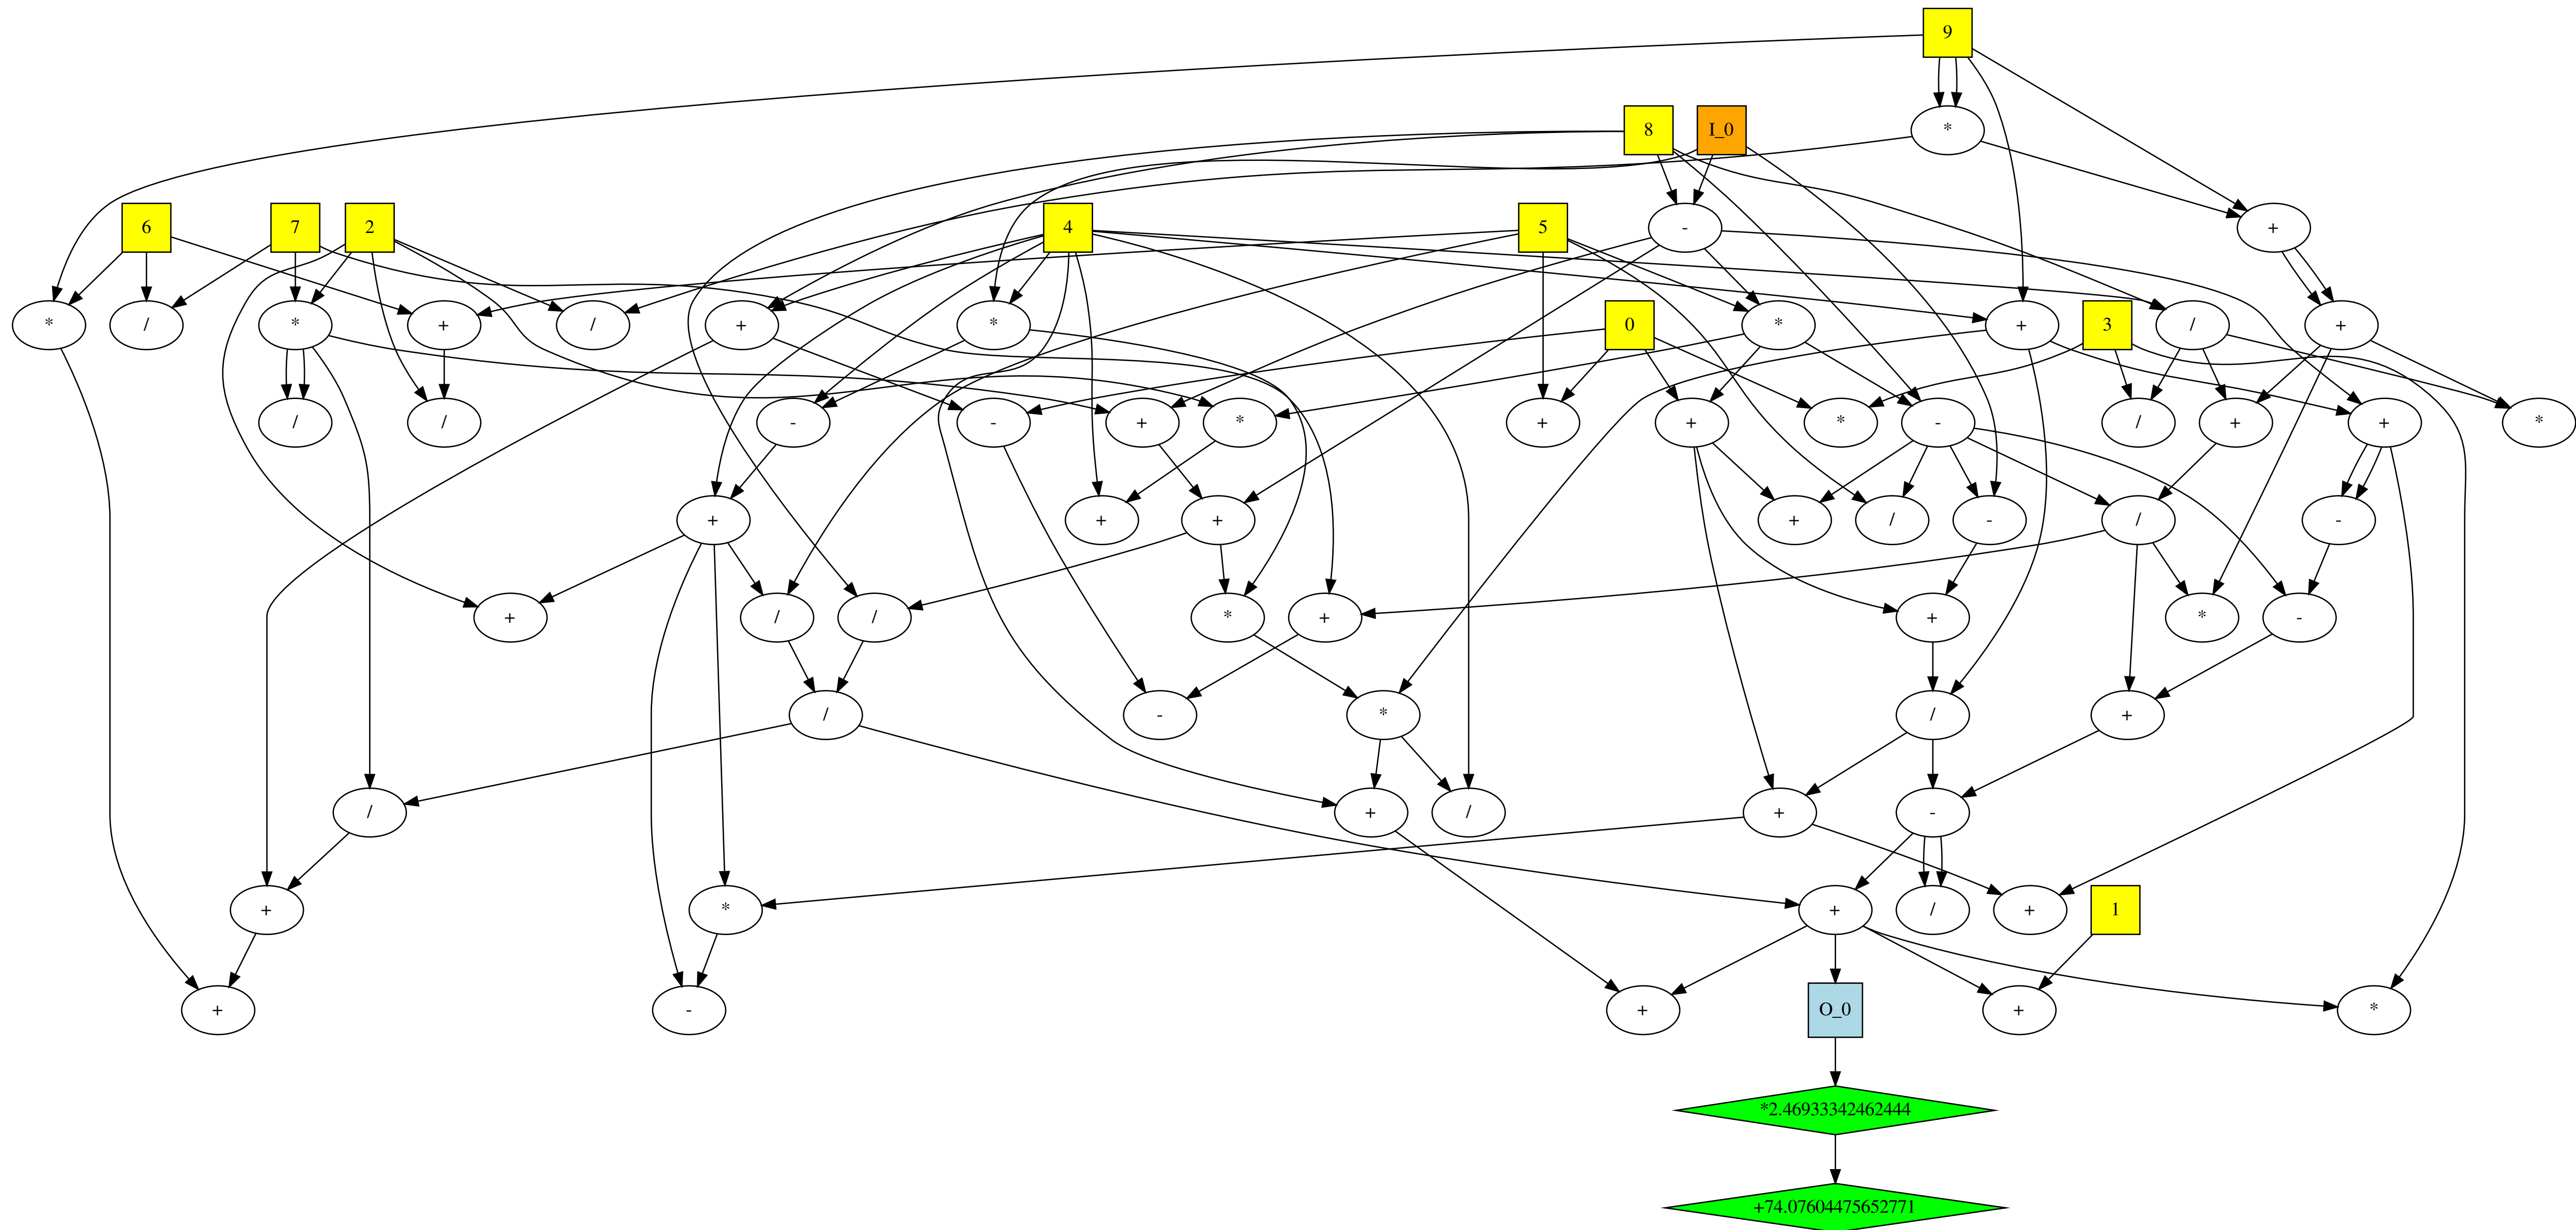 9
8 I_0 *
6 7 2 4 5 - +
* / * + / + * 0 * + 3 / +
/ / - - + * + * + - / + + *
+ + + + / - / -
+ / / * + + * -
/ - * / +
/ + / + -
+ * + / + 1
+ - + O_0 + *
*2.46933342462444
+74.07604475652771